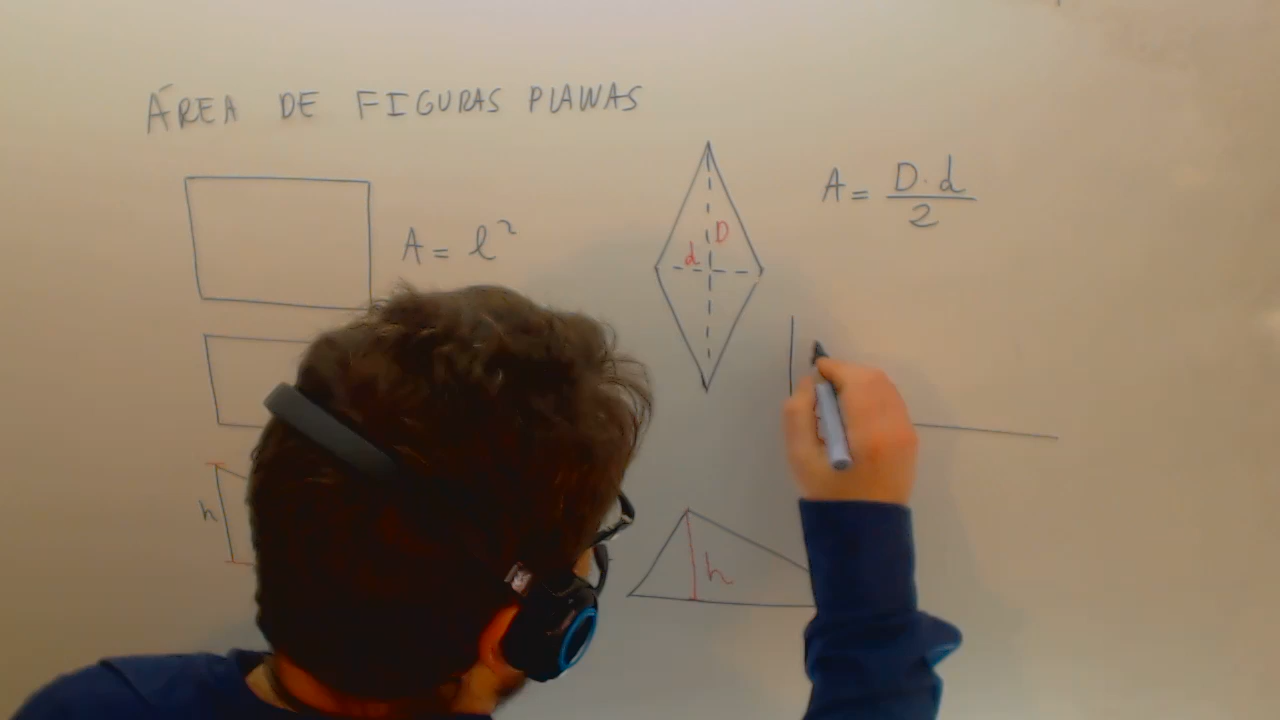 ÁREA DE FIGURAS PLANAS
A = l²
h
d
D
A = D·d/2
h